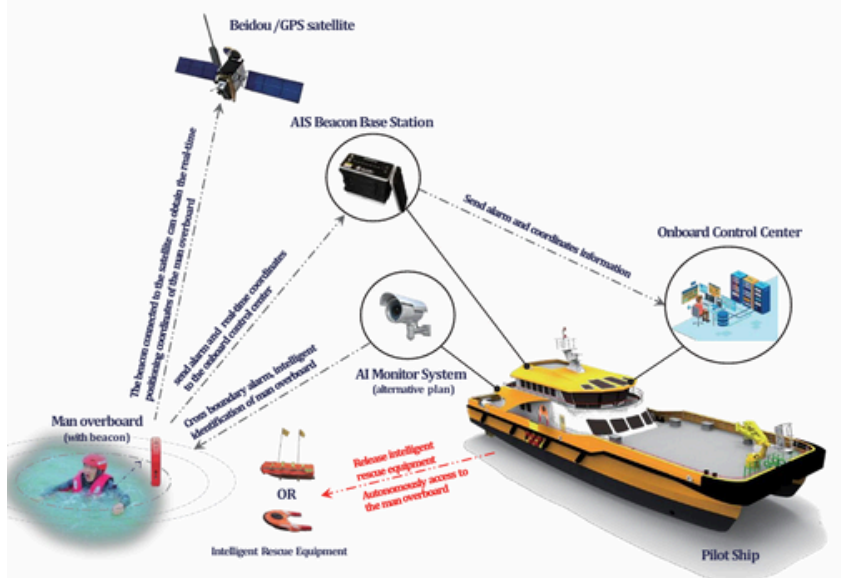 Beidou /GPS satellite
AIS Beacon Base Station
The beacon connected to the satellite can obtain the real-time
positioning coordinates of the man overboard
send alarm and real-time coordinates
to the onboard control center
Send alarm and coordinates information
Onboard Control Center
Cross boundary alarm, intelligent
identification of man overboard
AI Monitor System
(alternative plan)
Man overboard
(with beacon)
Release intelligent
rescue equipment
Autonomously access to
the man overboard
OR
Intelligent Rescue Equipment
Pilot Ship